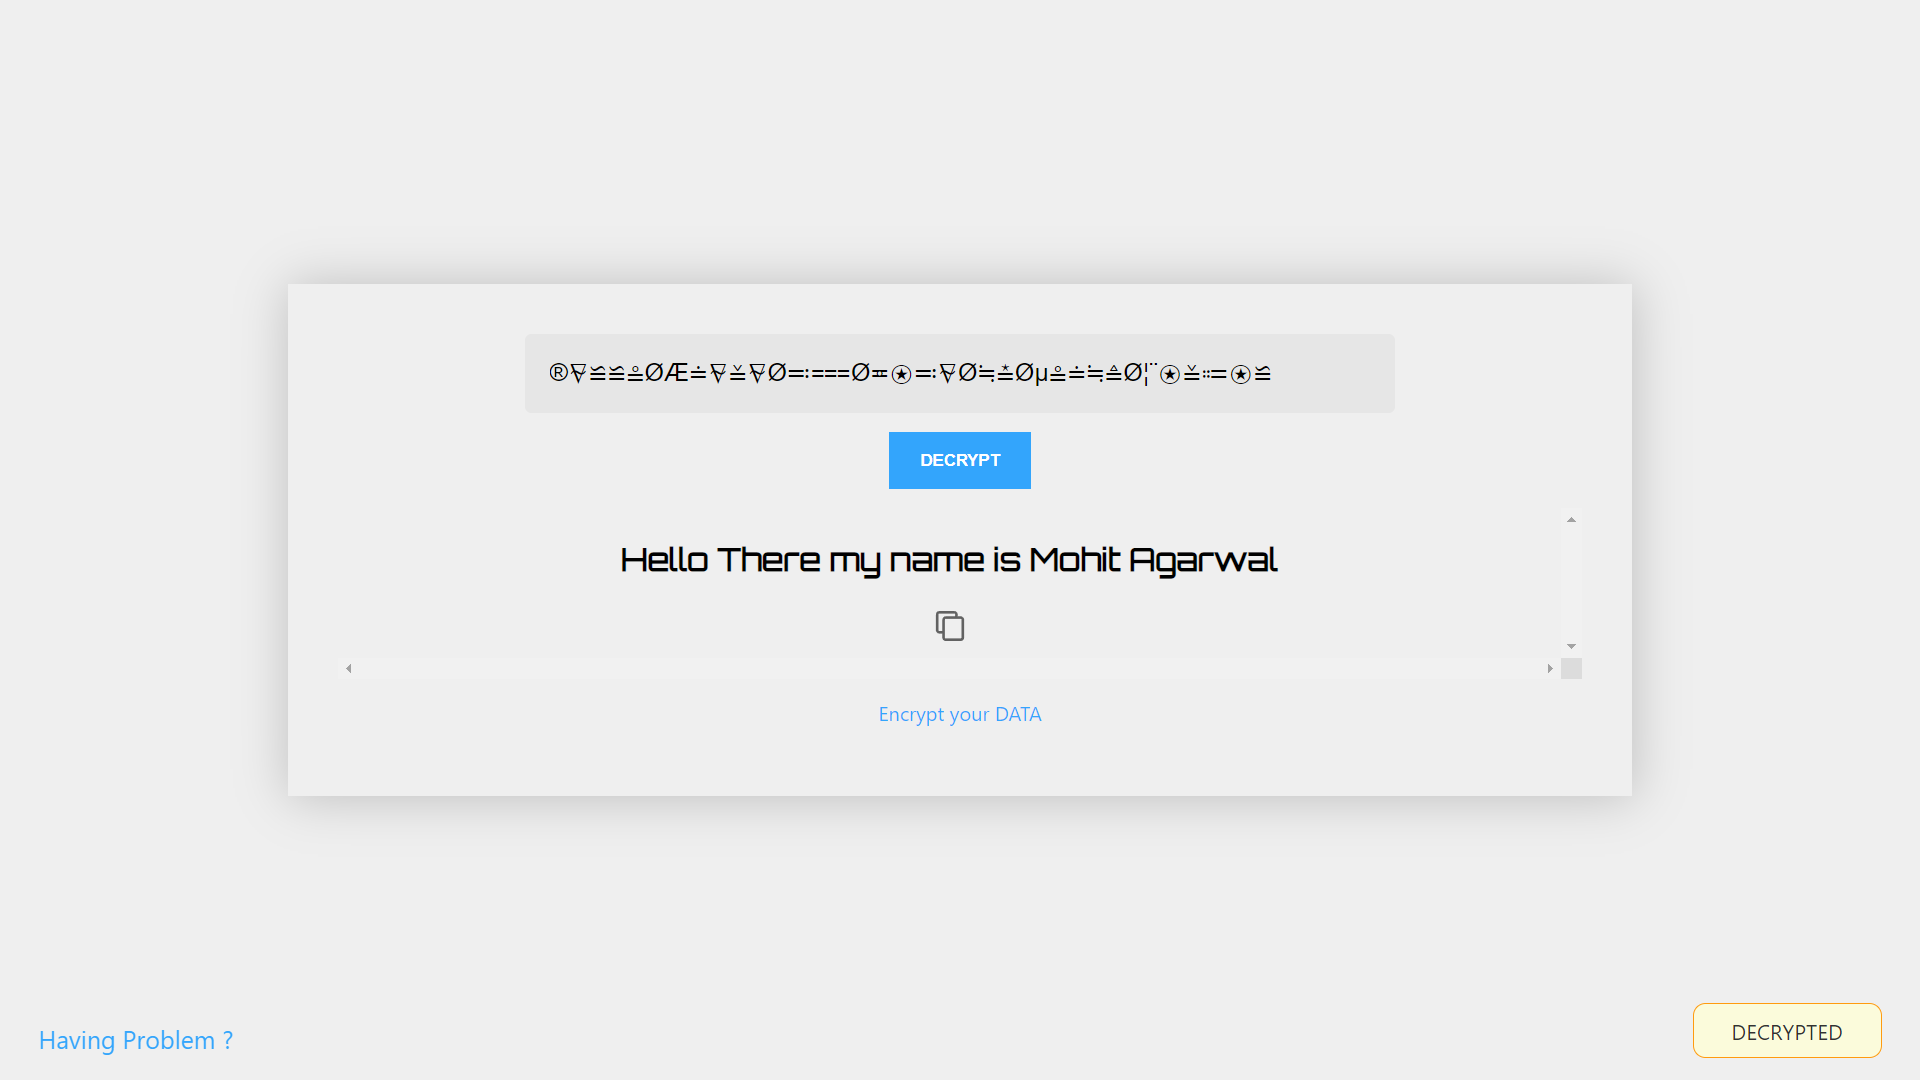 ®⍫≌≌≗ØÆ≐⍫≚⍫Ø≕===Ø≖⍟≕⍫Ø≒≛Øµ≗≐≒≙Ø¦¨⍟≚≔⍟≌
DECRYPT
Hello There my name is Mohit Agarwal
Encrypt your DATA
Having Problem ?
DECRYPTED